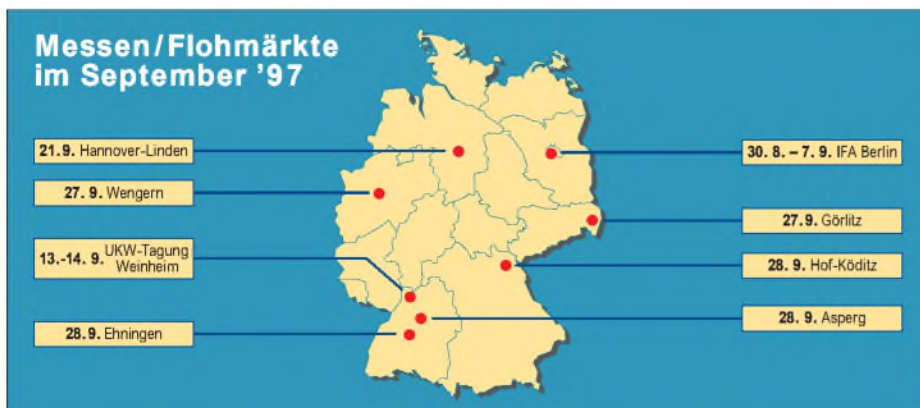 Messen/Flohmärkte
im September '97
21.9. Hannover-Linden
27. 9. Wengern
13.-14. 9. UKW-Tagung
Weinheim
28.9. Ehningen
30. 8. – 7. 9. IFA Berlin
27.9. Görlitz
28. 9. Hof-Köditz
28. 9. Asperg